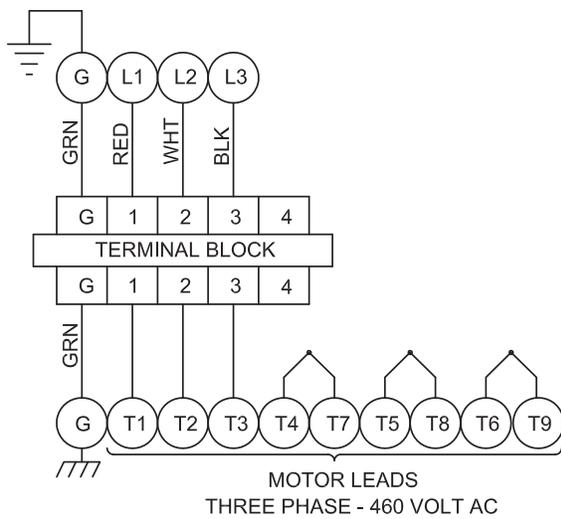 G L1 L2 L3
GRN RED WHT BLK
G 1 2 3 4
TERMINAL BLOCK
G 1 2 3 4
GRN
G T1 T2 T3 T4 T7 T5 T8 T6 T9
MOTOR LEADS
THREE PHASE - 460 VOLT AC